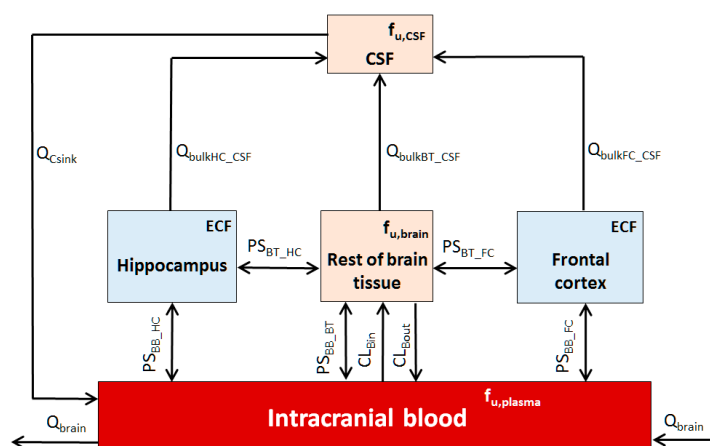 f_u,CSF
CSF
Q_Csink
Q_bulkHC_CSF
Q_bulkBT_CSF
Q_bulkFC_CSF
ECF
Hippocampus
PS_BT_HC
f_u,brain
Rest of brain
tissue
PS_BT_FC
ECF
Frontal
cortex
PS_BB_HC
PS_BB_BT
CL_Bin
CL_Bout
PS_BB_FC
f_u,plasma
Intracranial blood
Q_brain
Q_brain